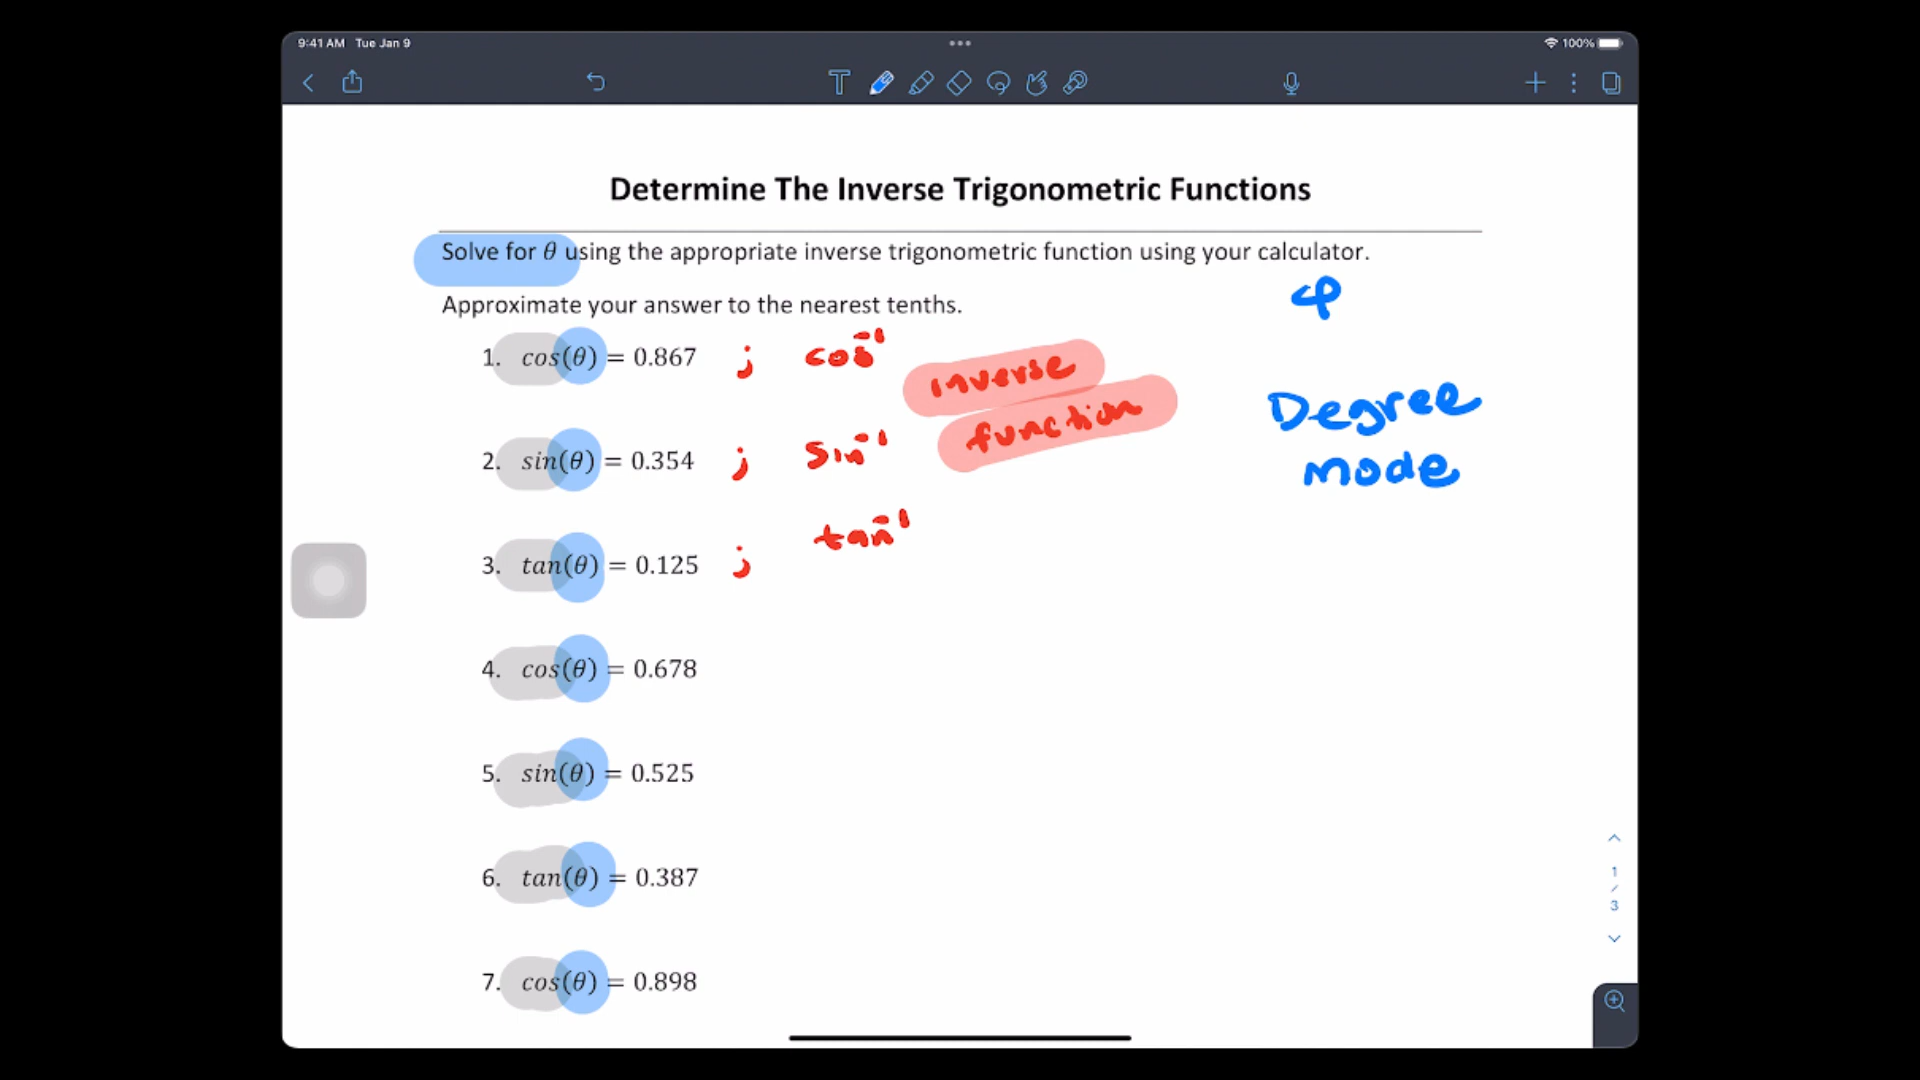 9:41 AM Tue Jan 9
100%
Determine The Inverse Trigonometric Functions
Solve for θ using the appropriate inverse trigonometric function using your calculator.
Approximate your answer to the nearest tenths.
φ
1. cos(θ) = 0.867 ; cos⁻¹
inverse
function
Degree
mode
2. sin(θ) = 0.354 ; sin⁻¹
3. tan(θ) = 0.125 ; tan⁻¹
4. cos(θ) = 0.678
5. sin(θ) = 0.525
6. tan(θ) = 0.387
7. cos(θ) = 0.898
1
/
3